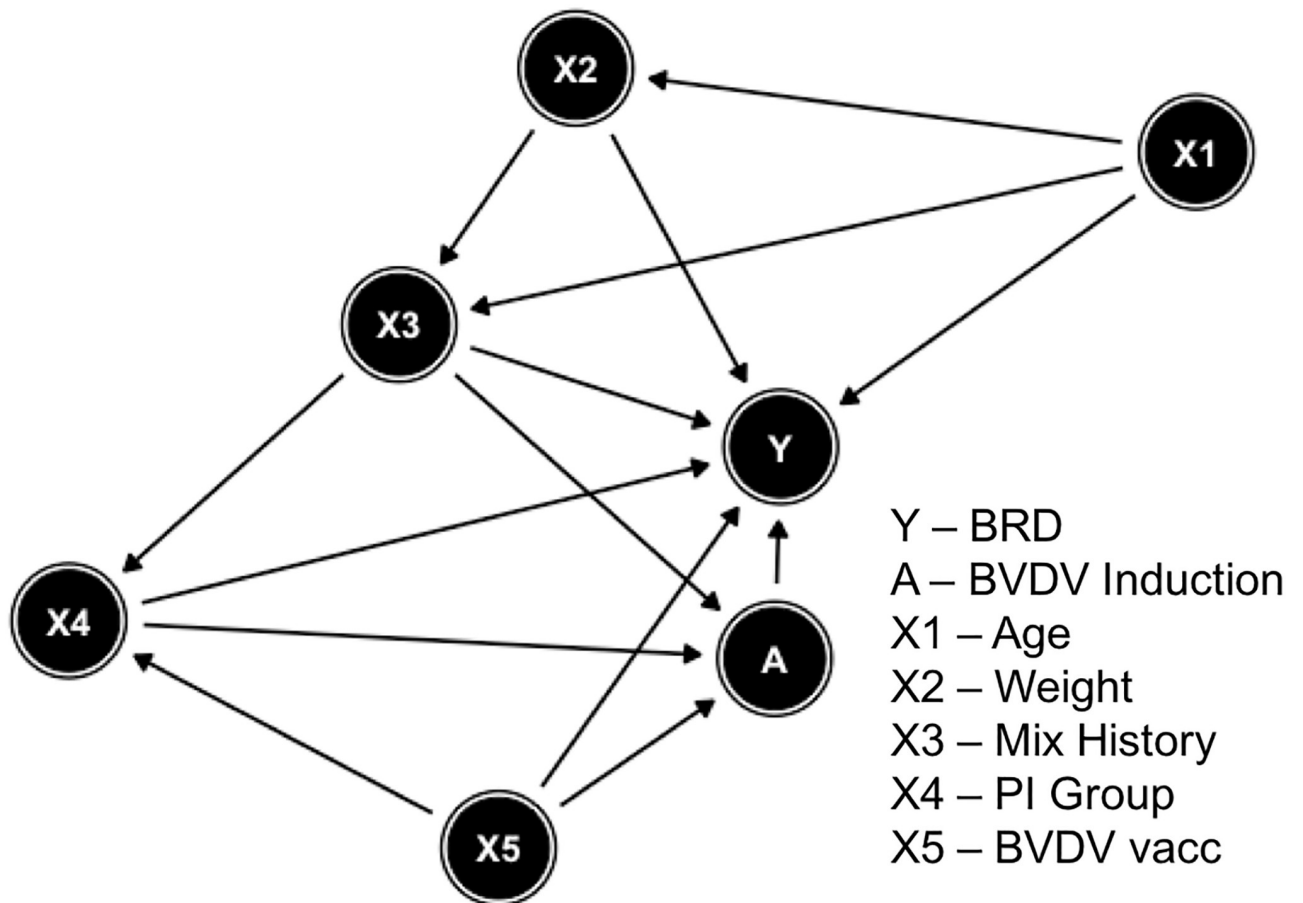 X2
X1
X3
Y
X4
A
X5
Y – BRD
A – BVDV Induction
X1 – Age
X2 – Weight
X3 – Mix History
X4 – PI Group
X5 – BVDV vacc